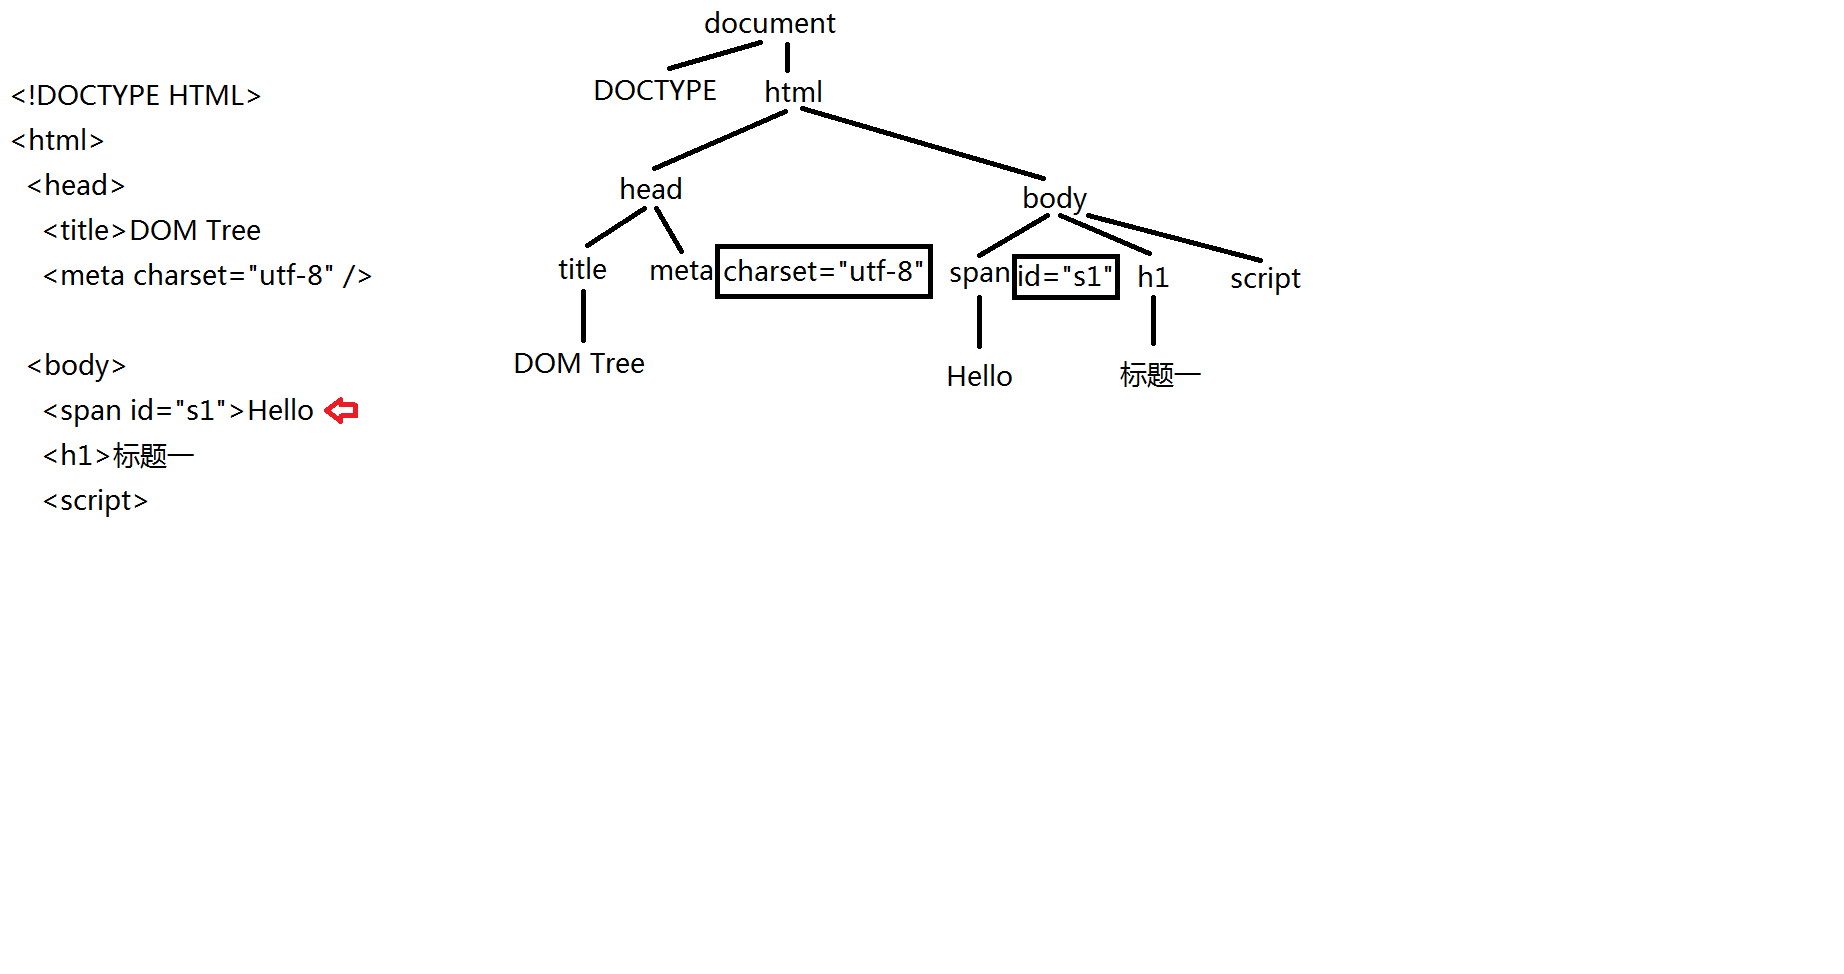 <!DOCTYPE HTML>
<html>
<head>
<title>DOM Tree
<meta charset="utf-8" />
<body>
<span id="s1">Hello
<h1>标题一
<script>
document
DOCTYPE html
head body
title meta charset="utf-8" span id="s1" h1 script
DOM Tree Hello 标题一